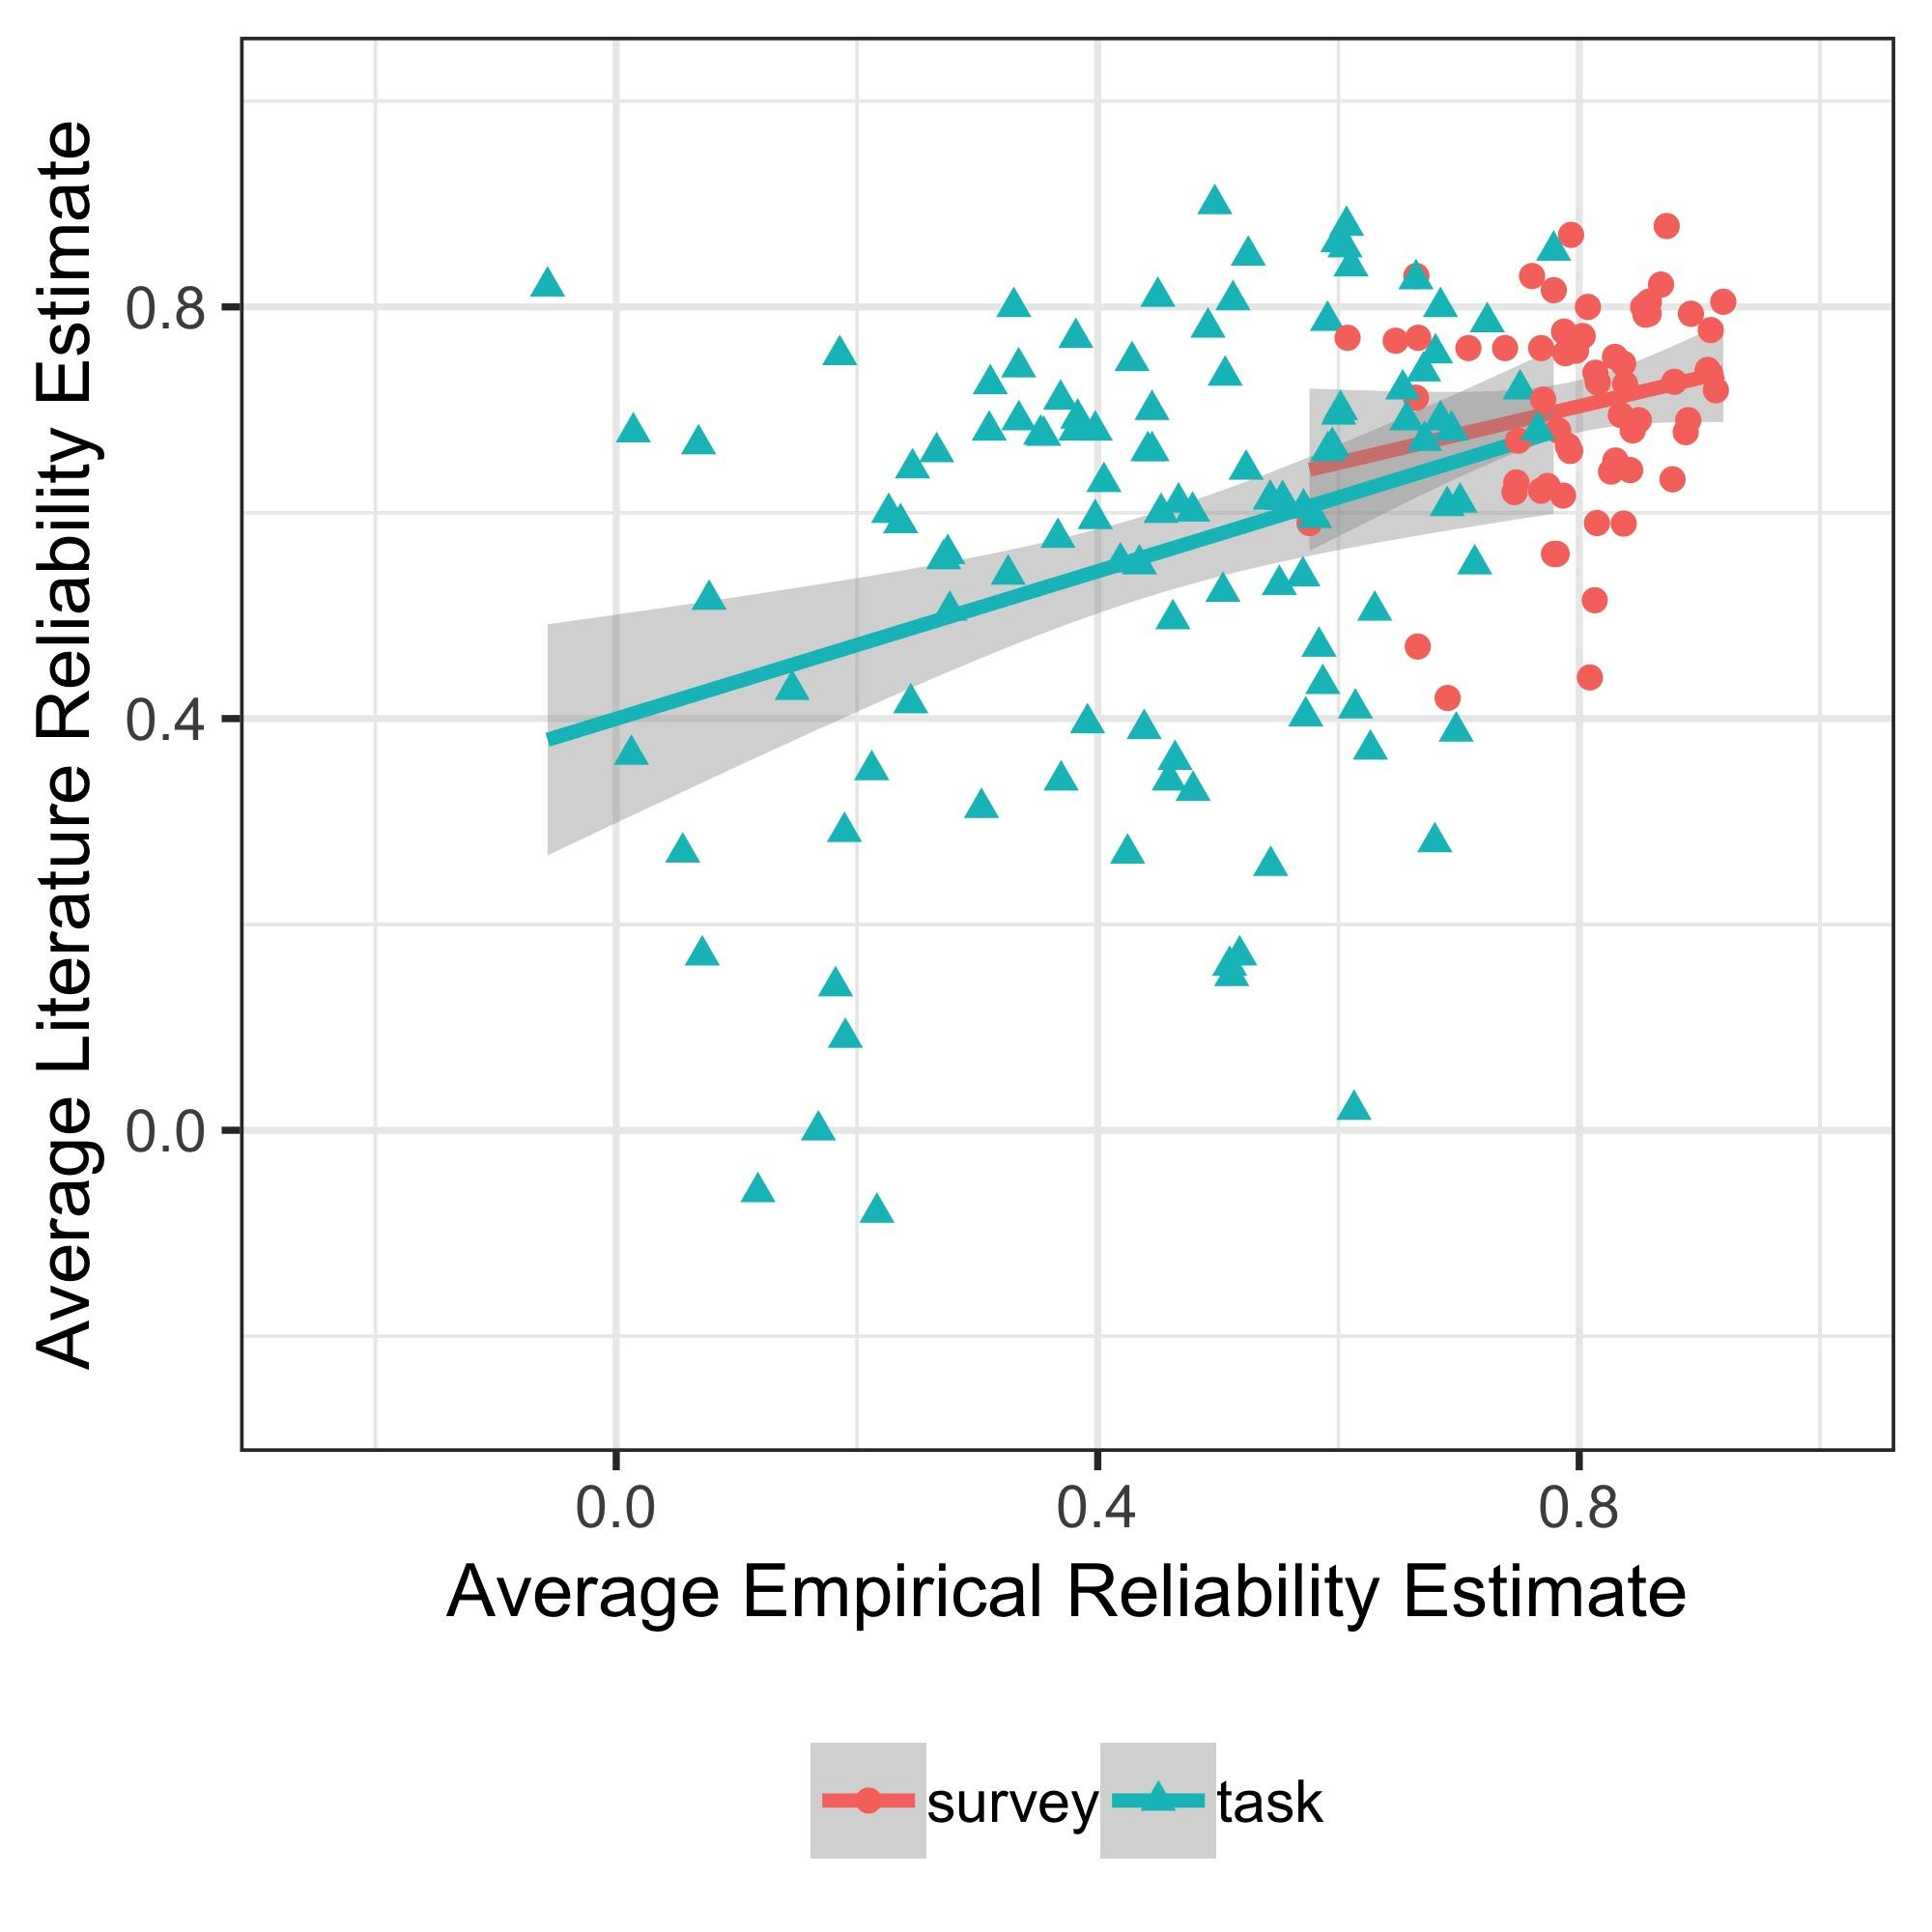 Average Literature Reliability Estimate
0.8
0.4
0.0
0.0 0.4 0.8
Average Empirical Reliability Estimate
survey task